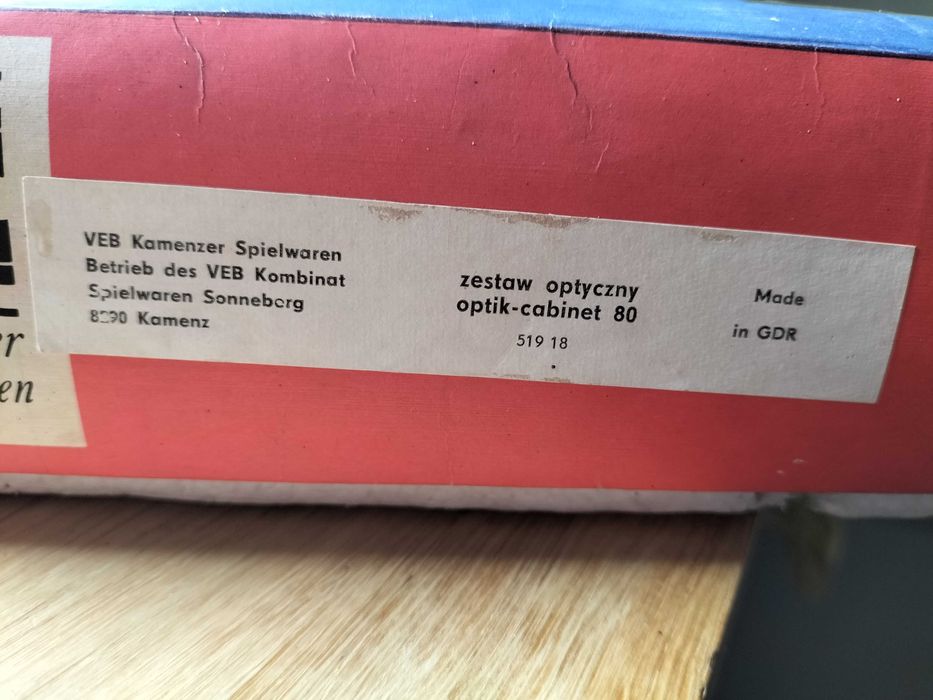 VEB Kamenzer Spielwaren
Betrieb des VEB Kombinat
Spielwaren Sonneberg
8290 Kamenz
zestaw optyczny
optik-cabinet 80
519 18
Made
in GDR